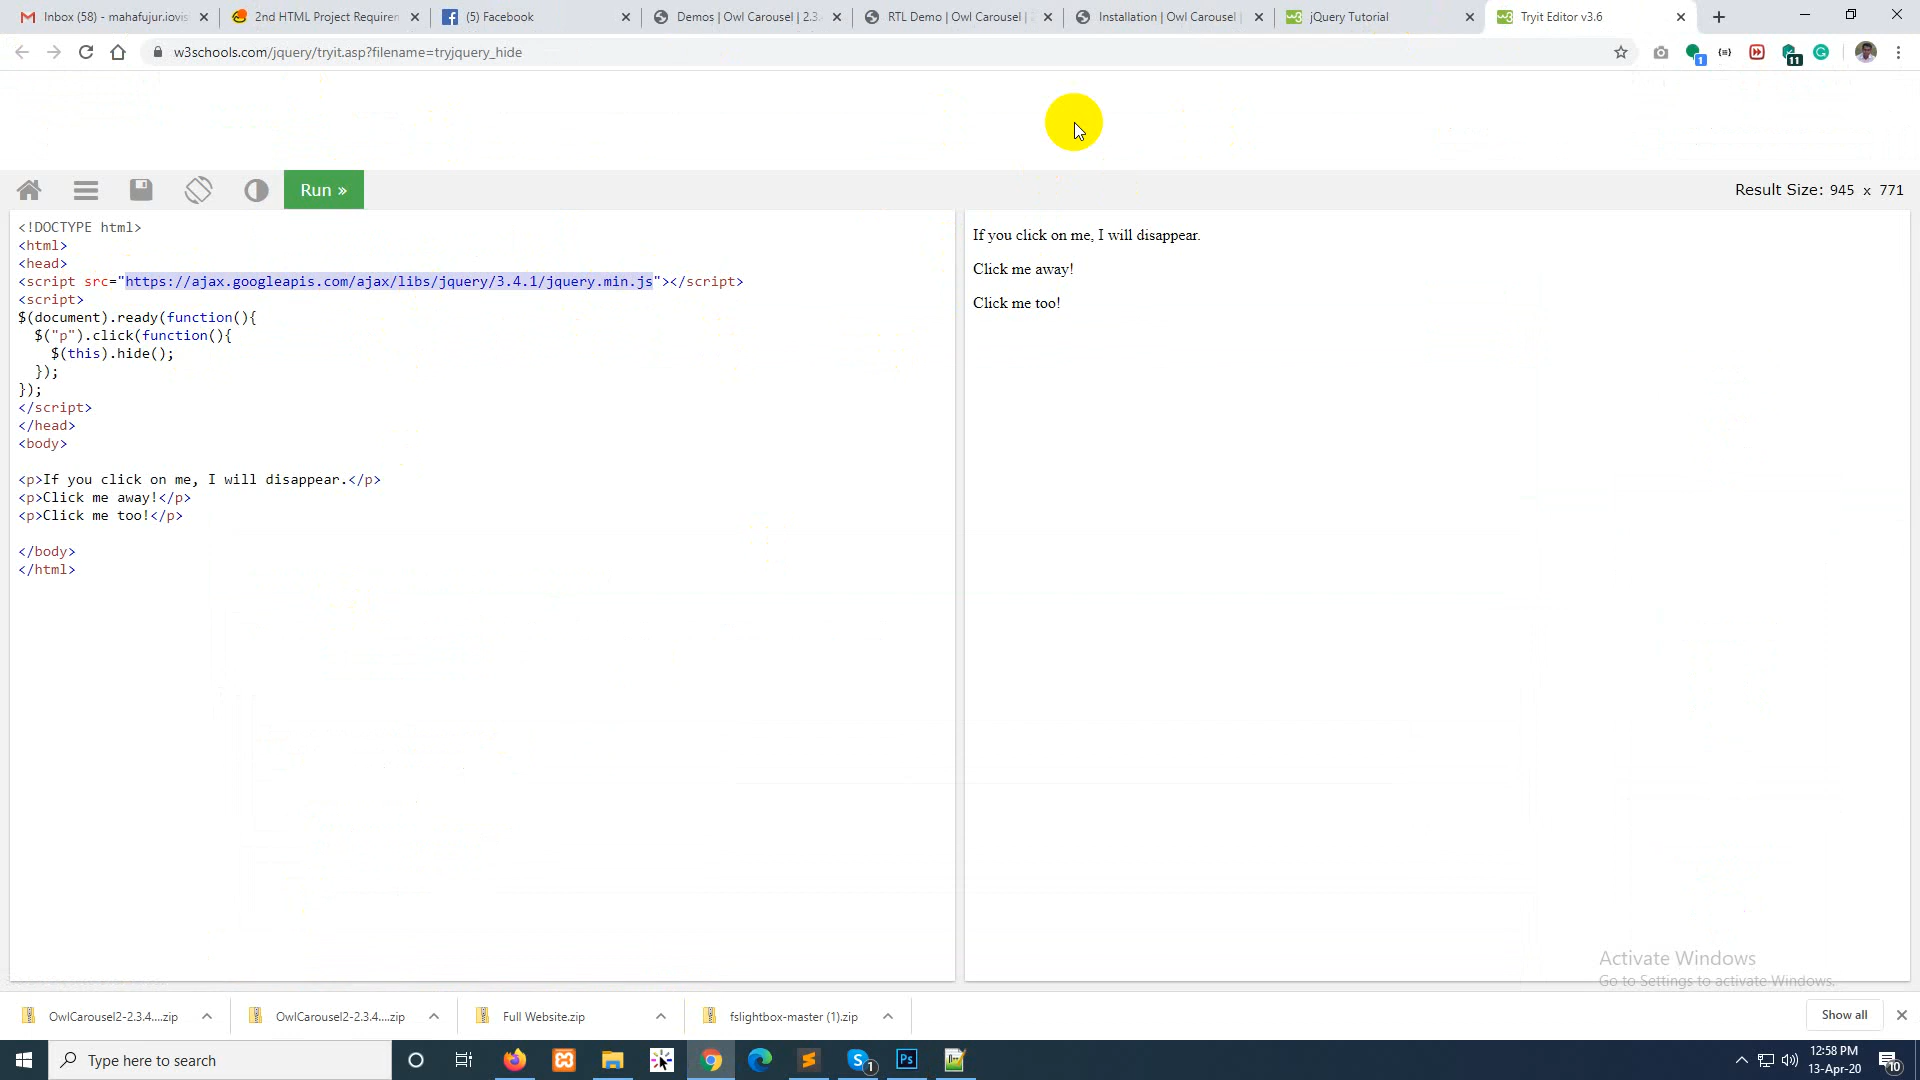 Inbox (58) - mahafujur.iovis
2nd HTML Project Requiren
(5) Facebook
Demos | Owl Carousel | 2.3.
RTL Demo | Owl Carousel |
Installation | Owl Carousel |
jQuery Tutorial
Tryit Editor v3.6
w3schools.com/jquery/tryit.asp?filename=tryjquery_hide
1
11
Run »
Result Size: 945 x 771
<!DOCTYPE html>
<html>
<head>
<script src="https://ajax.googleapis.com/ajax/libs/jquery/3.4.1/jquery.min.js"></script>
<script>
$(document).ready(function(){
  $("p").click(function(){
    $(this).hide();
  });
});
</script>
</head>
<body>
<p>If you click on me, I will disappear.</p>
<p>Click me away!</p>
<p>Click me too!</p>
</body>
</html>
If you click on me, I will disappear.
Click me away!
Click me too!
Activate Windows
Go to Settings to activate Windows.
OwlCarousel2-2.3.4....zip
OwlCarousel2-2.3.4....zip
Full Website.zip
fslightbox-master (1).zip
Show all
Type here to search
1
Ps
12:58 PM
13-Apr-20
10